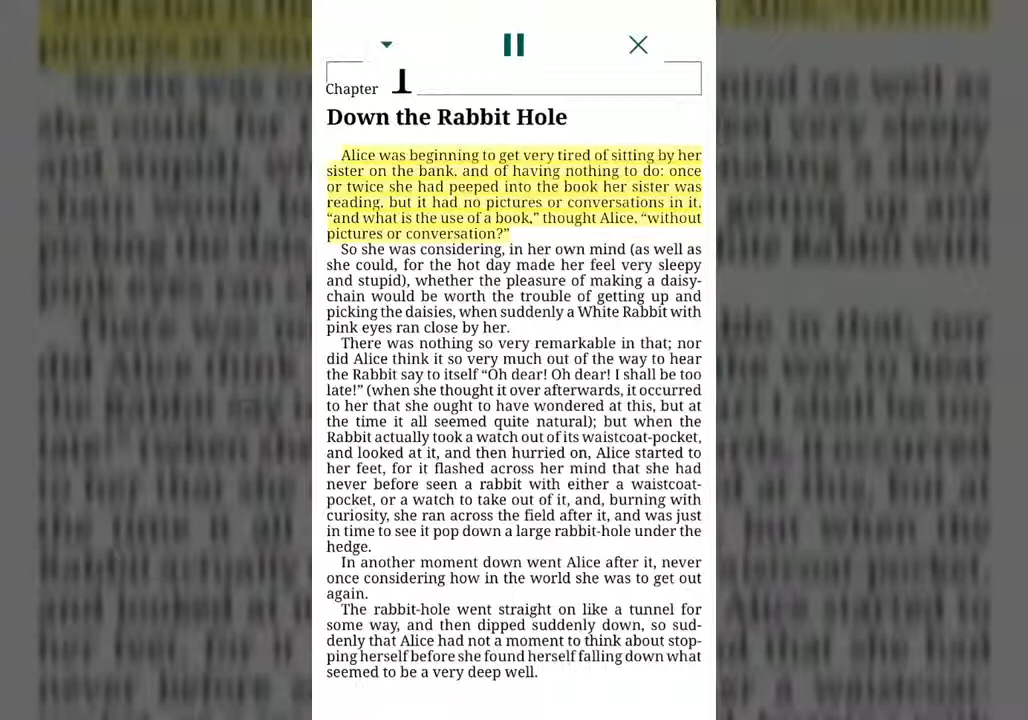 Chapter 1
Down the Rabbit Hole
Alice was beginning to get very tired of sitting by her
sister on the bank, and of having nothing to do: once
or twice she had peeped into the book her sister was
reading, but it had no pictures or conversations in it,
“and what is the use of a book,” thought Alice, “without
pictures or conversation?”
So she was considering, in her own mind (as well as
she could, for the hot day made her feel very sleepy
and stupid), whether the pleasure of making a daisy-
chain would be worth the trouble of getting up and
picking the daisies, when suddenly a White Rabbit with
pink eyes ran close by her.
There was nothing so very remarkable in that; nor
did Alice think it so very much out of the way to hear
the Rabbit say to itself “Oh dear! Oh dear! I shall be too
late!” (when she thought it over afterwards, it occurred
to her that she ought to have wondered at this, but at
the time it all seemed quite natural); but when the
Rabbit actually took a watch out of its waistcoat-pocket,
and looked at it, and then hurried on, Alice started to
her feet, for it flashed across her mind that she had
never before seen a rabbit with either a waistcoat-
pocket, or a watch to take out of it, and, burning with
curiosity, she ran across the field after it, and was just
in time to see it pop down a large rabbit-hole under the
hedge.
In another moment down went Alice after it, never
once considering how in the world she was to get out
again.
The rabbit-hole went straight on like a tunnel for
some way, and then dipped suddenly down, so sud-
denly that Alice had not a moment to think about stop-
ping herself before she found herself falling down what
seemed to be a very deep well.